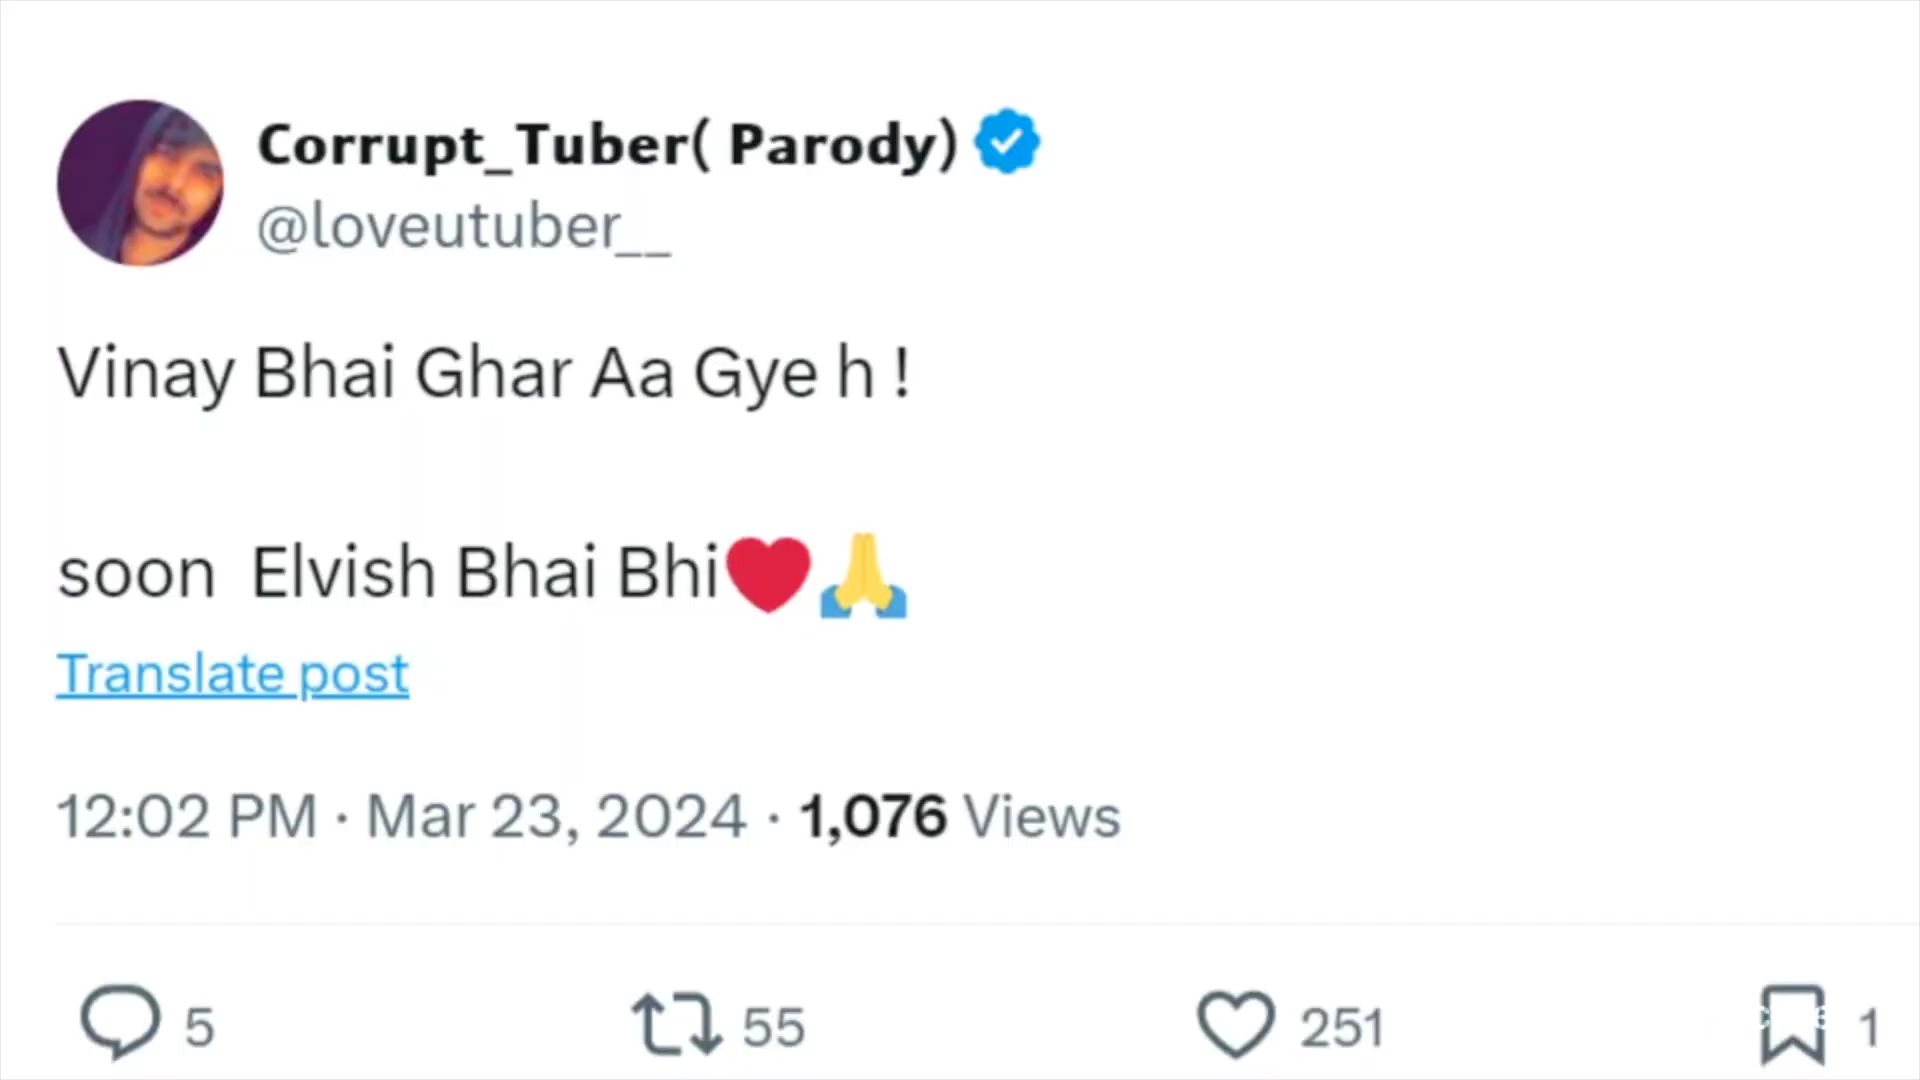 Corrupt_Tuber( Parody)
@loveutuber__
Vinay Bhai Ghar Aa Gye h !
soon Elvish Bhai Bhi❤️🙏
Translate post
12:02 PM · Mar 23, 2024 · 1,076 Views
5 55 251 1